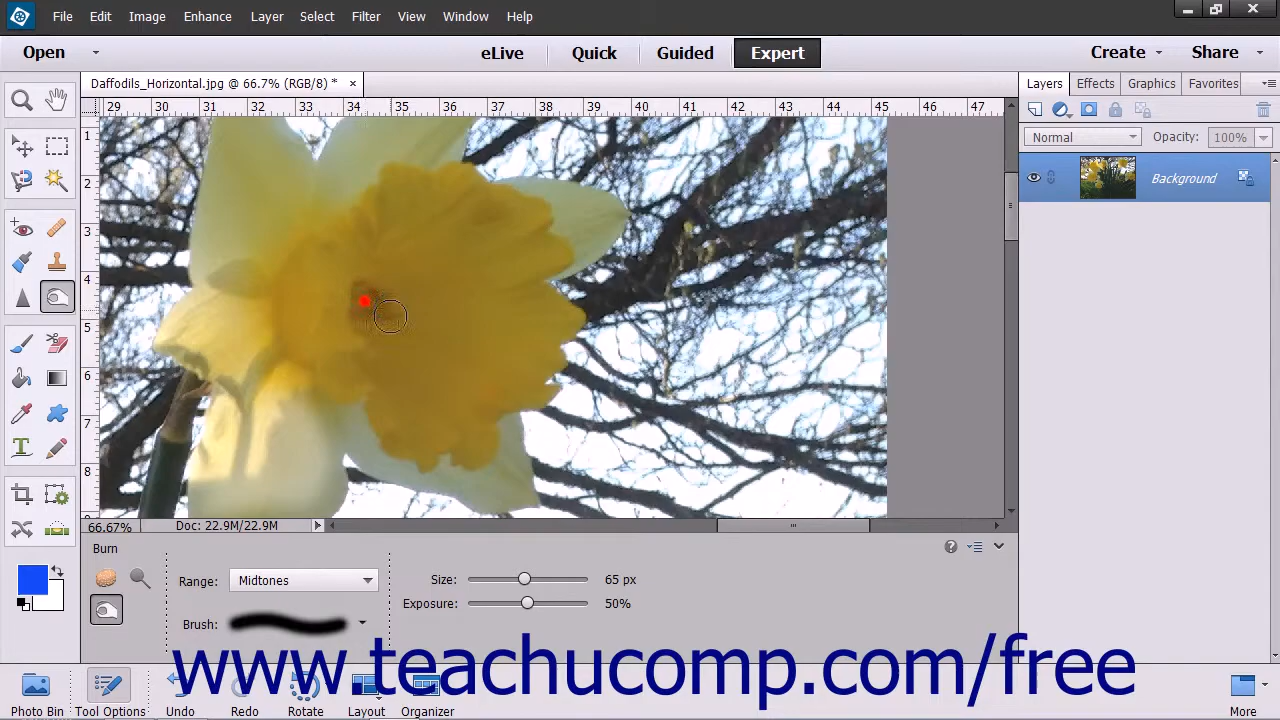 File Edit Image Enhance Layer Select Filter View Window Help
Open eLive Quick Guided Expert Create Share
Daffodils_Horizontal.jpg @ 66.7% (RGB/8) * × Layers Effects Graphics Favorites
29 30 31 32 33 34 35 36 37 38 39 40 41 42 43 44 45 46 47
Normal Opacity: 100%
Background
1
2
3
4
5
6
7
8
66.67% Doc: 22.9M/22.9M
Burn
Range: Midtones Size: 65 px
Exposure: 50%
Brush:
www.teachucomp.com/free
Photo Bin Tool Options Undo Redo Rotate Layout Organizer More